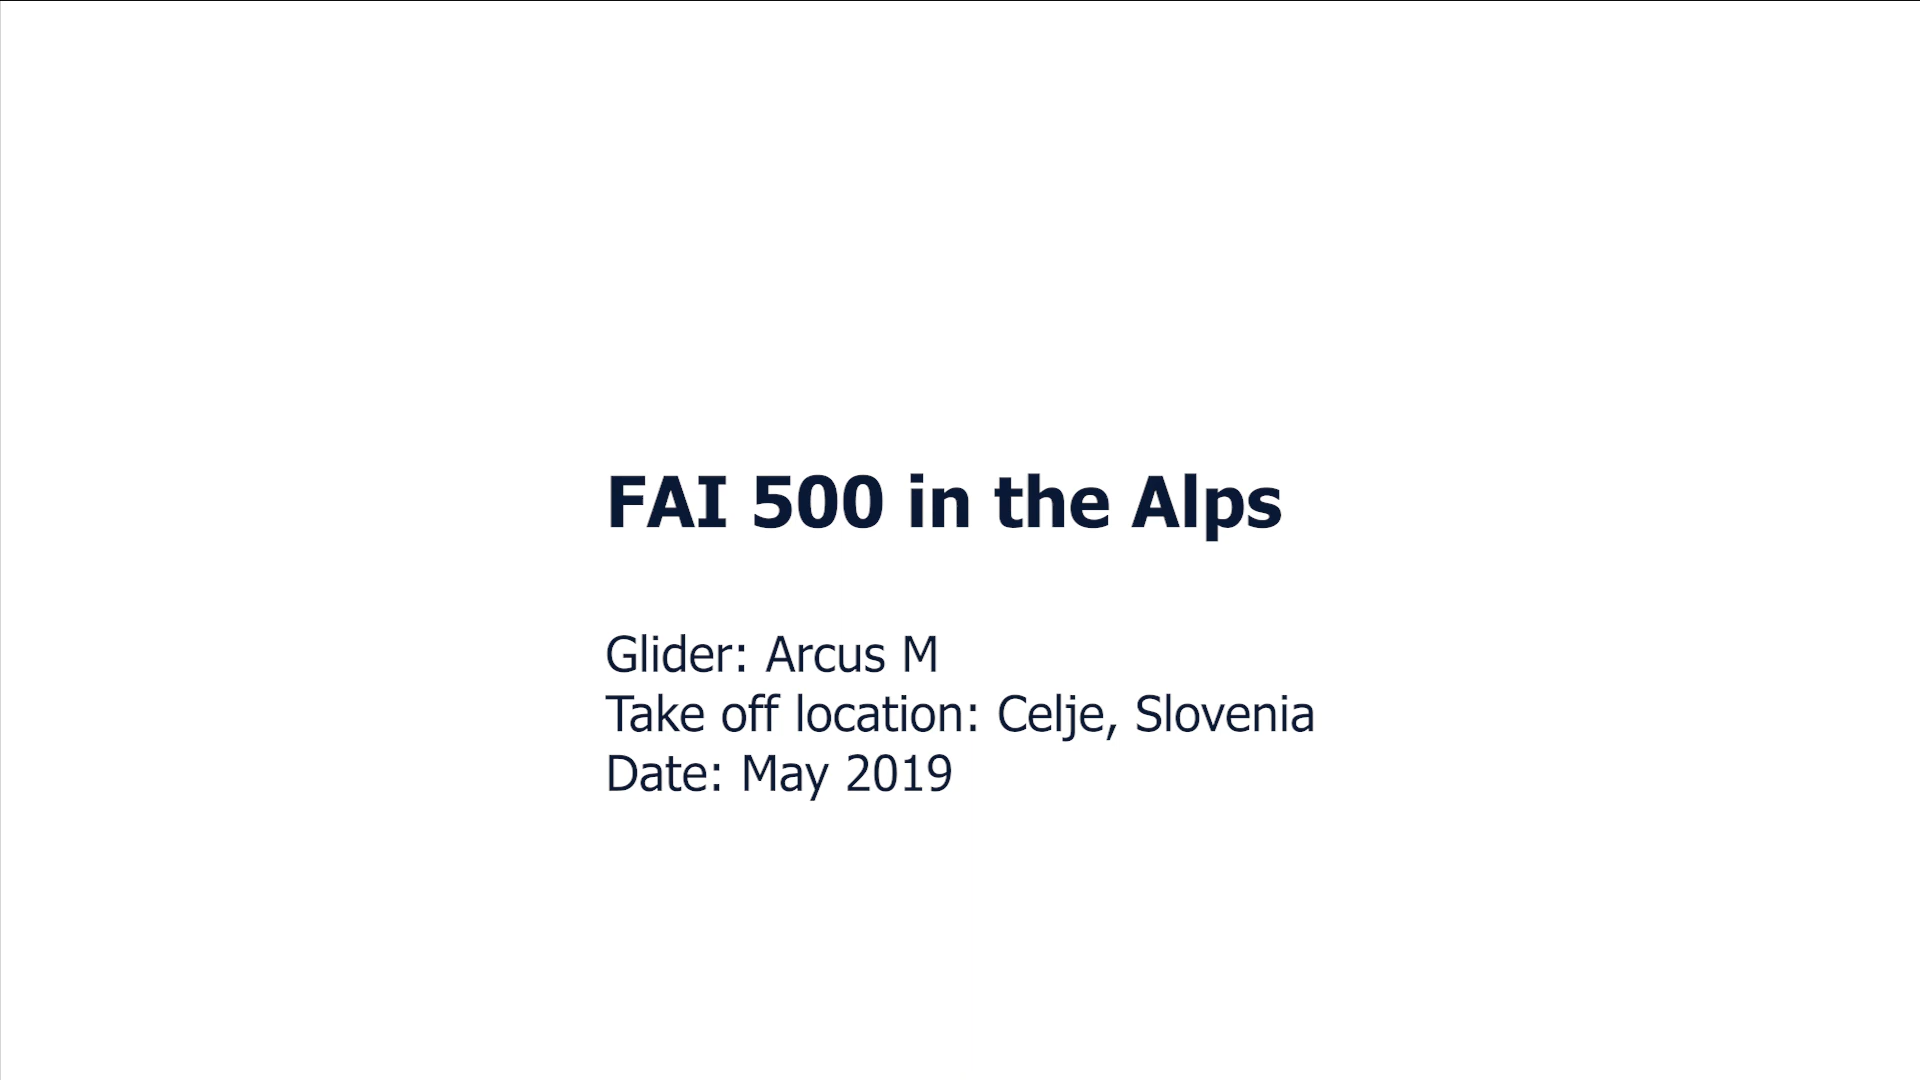 FAI 500 in the Alps
Glider: Arcus M
Take off location: Celje, Slovenia
Date: May 2019